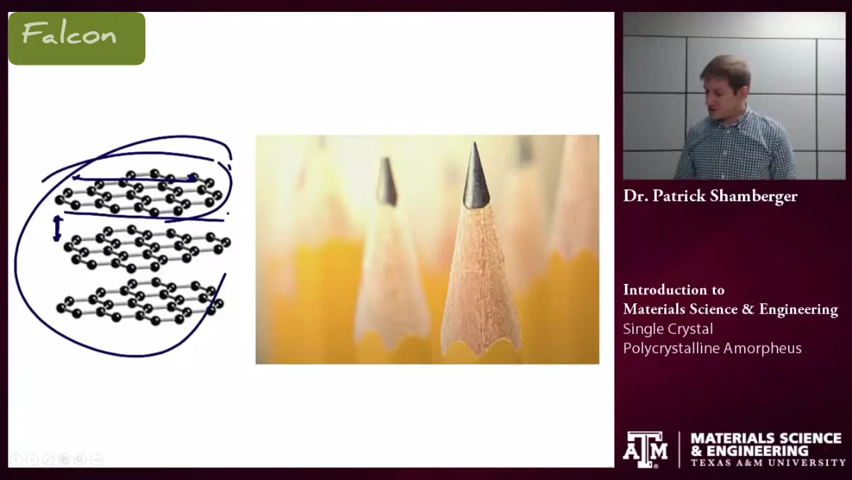 Falcon
Dr. Patrick Shamberger
Introduction to
Materials Science & Engineering
Single Crystal
Polycrystalline Amorpheus
A M
MATERIALS SCIENCE
& ENGINEERING
TEXAS A&M UNIVERSITY